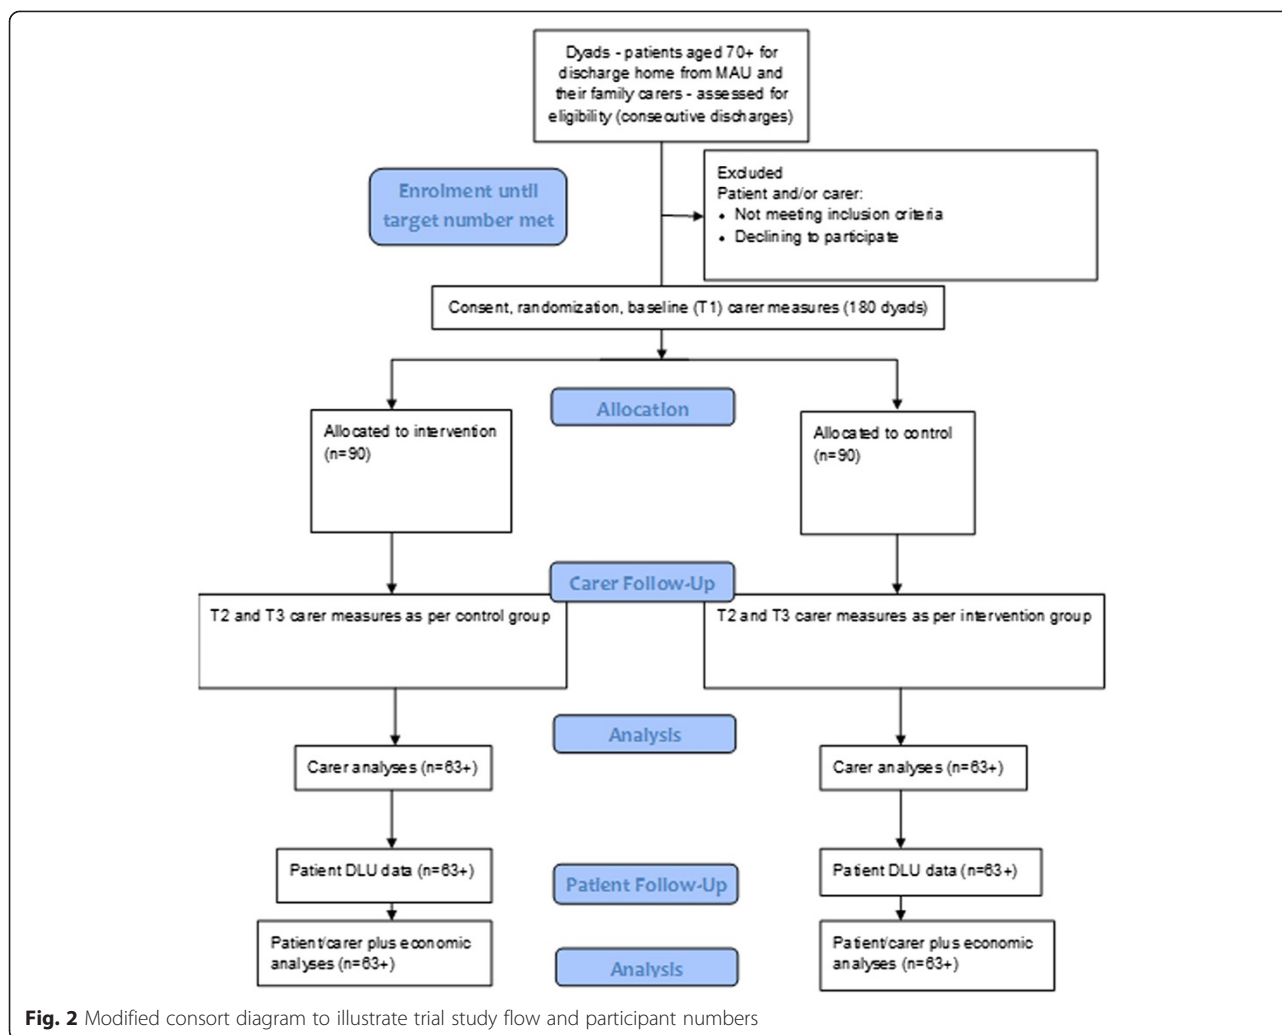 Dyads - patients aged 70+ for
discharge home from MAU and
their family carers - assessed for
eligibility (consecutive discharges)
Enrolment until
target number met
Excluded
Patient and/or carer:
• Not meeting inclusion criteria
• Declining to participate
Consent, randomization, baseline (T1) carer measures (180 dyads)
Allocation
Allocated to intervention
(n=90)
Allocated to control
(n=90)
Carer Follow-Up
T2 and T3 carer measures as per control group
T2 and T3 carer measures as per intervention group
Analysis
Carer analyses (n=63+)
Carer analyses (n=63+)
Patient DLU data (n=63+)
Patient DLU data (n=63+)
Patient Follow-Up
Patient/carer plus economic
analyses (n=63+)
Patient/carer plus economic
analyses (n=63+)
Analysis
Fig. 2 Modified consort diagram to illustrate trial study flow and participant numbers